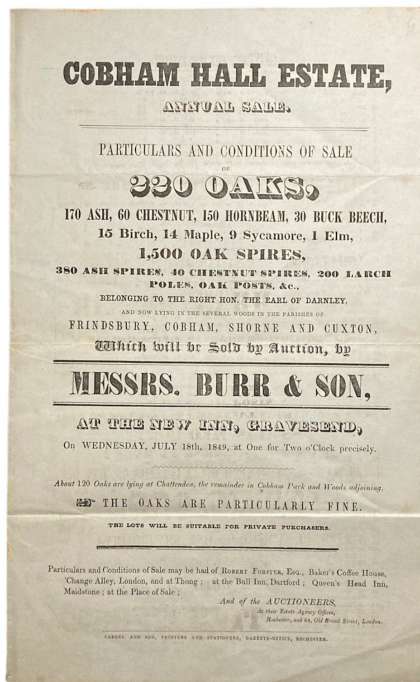 COBHAM HALL ESTATE,
ANNUAL SALE.
PARTICULARS AND CONDITIONS OF SALE
OF
220 OAKS,
170 ASH, 60 CHESTNUT, 150 HORNBEAM, 30 BUCK BEECH,
15 Birch, 14 Maple, 9 Sycamore, 1 Elm,
1,500 OAK SPIRES,
380 ASH SPIRES, 40 CHESTNUT SPIRES, 200 LARCH
POLES, OAK POSTS, &c.,
BELONGING TO THE RIGHT HON. THE EARL OF DARNLEY,
AND NOW LYING IN THE SEVERAL WOODS IN THE PARISHES OF
FRINDSBURY, COBHAM, SHORNE AND CUXTON,
Which will be Sold by Auction, by
MESSRS. BURR & SON,
AT THE NEW INN, GRAVESEND,
On WEDNESDAY, JULY 18th, 1849, at One for Two o'Clock precisely.
About 120 Oaks are lying at Chattenden, the remainder in Cobham Park and Woods adjoining.
THE OAKS ARE PARTICULARLY FINE.
THE LOTS WILL BE SUITABLE FOR PRIVATE PURCHASERS.
Particulars and Conditions of Sale may be had of ROBERT FORSTER, Esq., Baker's Coffee House,
'Change Alley, London, and at Thong; at the Bull Inn, Dartford; Queen's Head Inn,
Maidstone; at the Place of Sale;
And of the AUCTIONEERS,
At their Estate Agency Offices,
Rochester, and 64, Old Broad Street, London.
CADDEL AND SON, PRINTERS AND STATIONERS, GAZETTE-OFFICE, ROCHESTER.